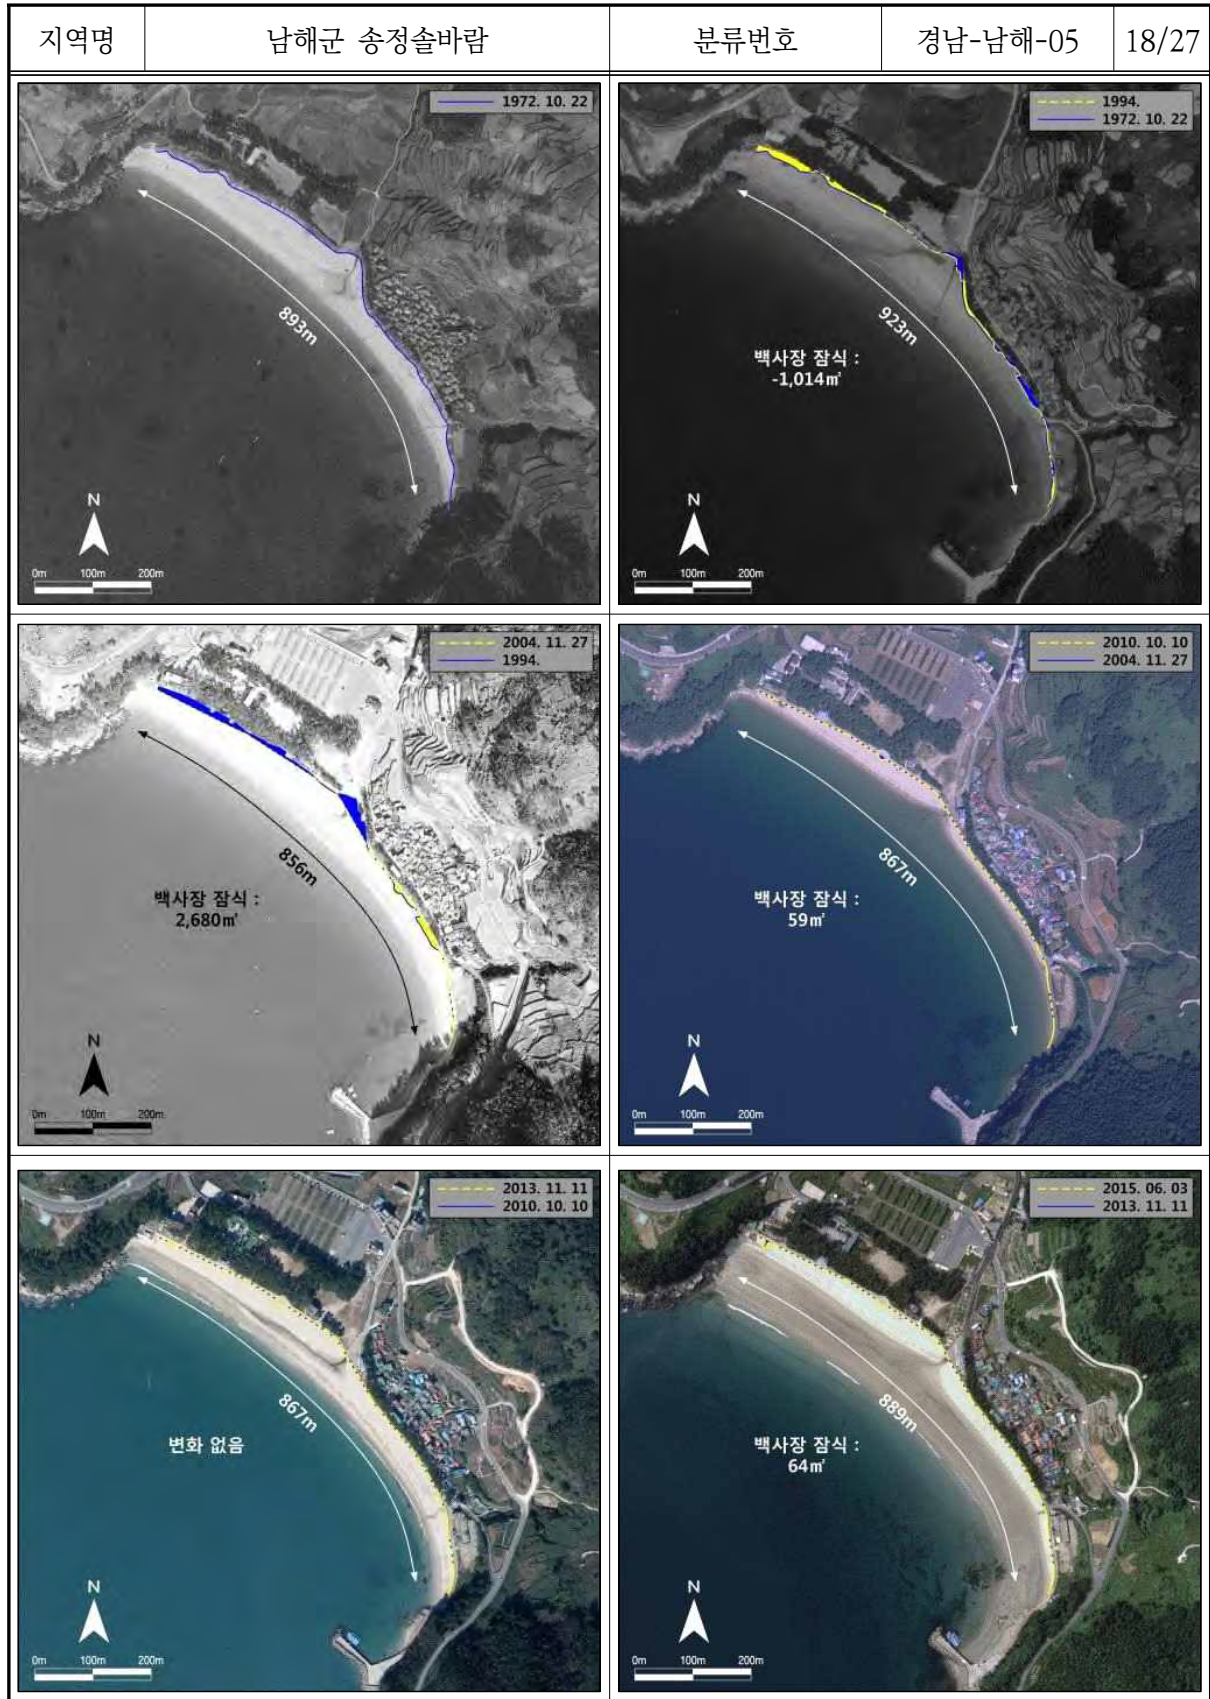 지역명 남해군 송정솔바람 분류번호 경남-남해-05 18/27
1972. 10. 22
893m
N
0m 100m 200m
1994.
1972. 10. 22
923m
백사장 잠식 :
-1,014㎡
N
0m 100m 200m
2004. 11. 27
1994.
856m
백사장 잠식 :
2,680㎡
N
0m 100m 200m
2010. 10. 10
2004. 11. 27
867m
백사장 잠식 :
59㎡
N
0m 100m 200m
2013. 11. 11
2010. 10. 10
867m
변화 없음
N
0m 100m 200m
2015. 06. 03
2013. 11. 11
889m
백사장 잠식 :
64㎡
N
0m 100m 200m